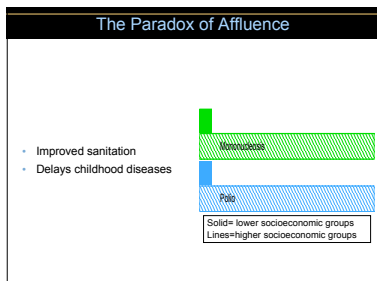 The Paradox of Affluence
Improved sanitation
Delays childhood diseases
Mononucleosis
Polio
Solid= lower socioeconomic groups
Lines=higher socioeconomic groups